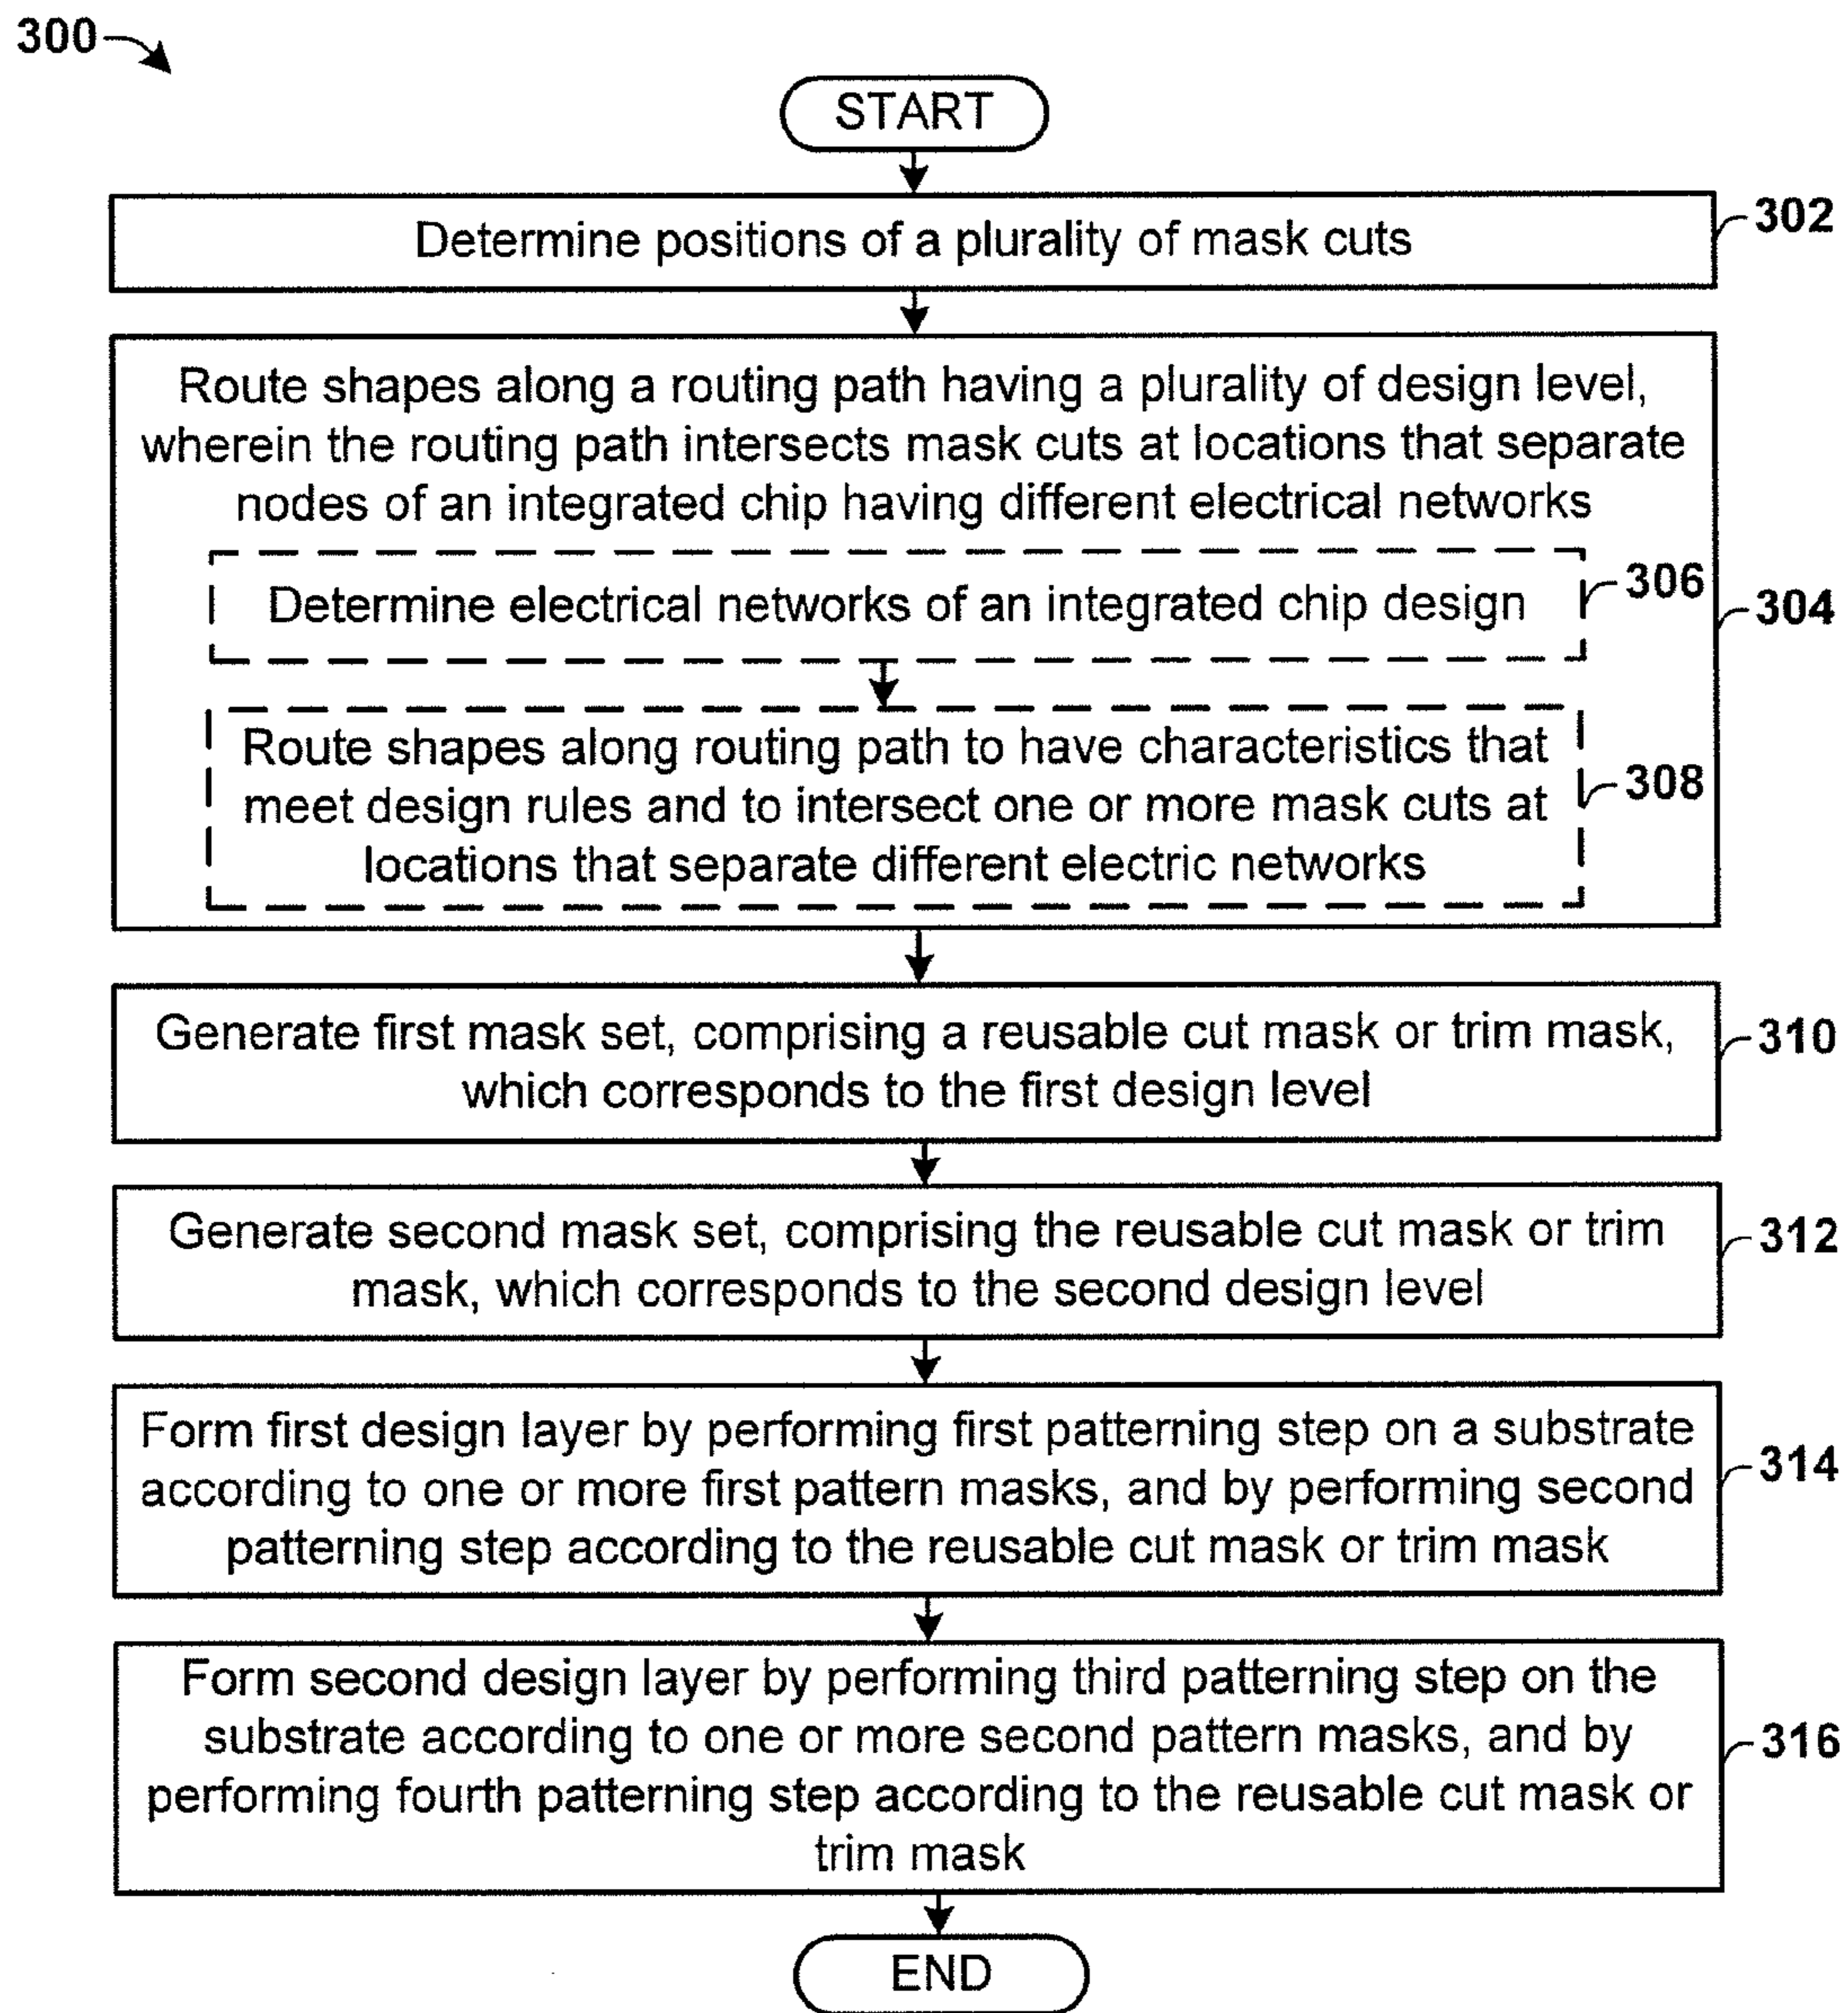 300
START
Determine positions of a plurality of mask cuts
302
Route shapes along a routing path having a plurality of design level,
wherein the routing path intersects mask cuts at locations that separate
nodes of an integrated chip having different electrical networks
Determine electrical networks of an integrated chip design
306
304
Route shapes along routing path to have characteristics that
meet design rules and to intersect one or more mask cuts at
locations that separate different electric networks
308
Generate first mask set, comprising a reusable cut mask or trim mask,
which corresponds to the first design level
310
Generate second mask set, comprising the reusable cut mask or trim
mask, which corresponds to the second design level
312
Form first design layer by performing first patterning step on a substrate
according to one or more first pattern masks, and by performing second
patterning step according to the reusable cut mask or trim mask
314
Form second design layer by performing third patterning step on the
substrate according to one or more second pattern masks, and by
performing fourth patterning step according to the reusable cut mask or
trim mask
316
END